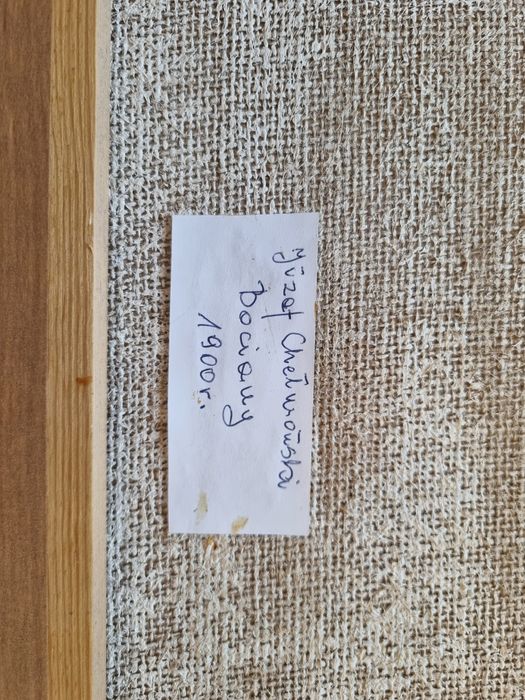 Józef Chełmoński
Bociany
1900r.